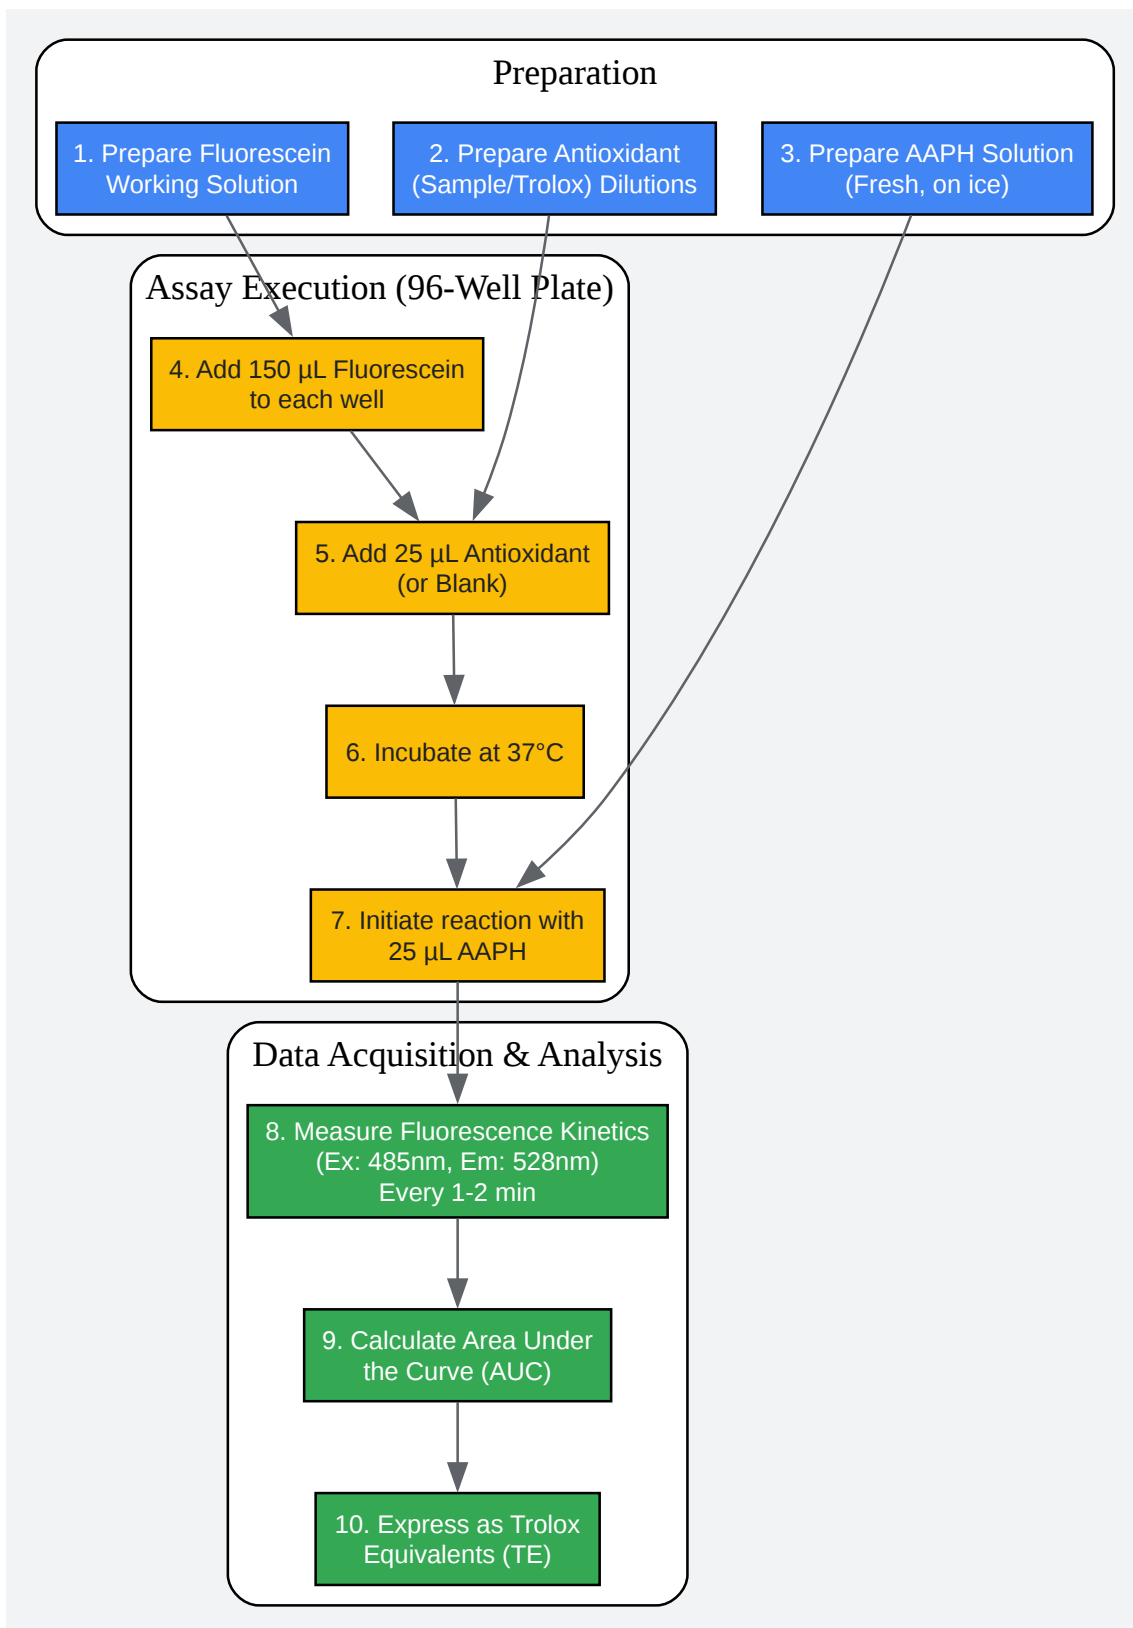 Preparation
1. Prepare Fluorescein
Working Solution
2. Prepare Antioxidant
(Sample/Trolox) Dilutions
3. Prepare AAPH Solution
(Fresh, on ice)
Assay Execution (96-Well Plate)
4. Add 150 µL Fluorescein
to each well
5. Add 25 µL Antioxidant
(or Blank)
6. Incubate at 37°C
7. Initiate reaction with
25 µL AAPH
Data Acquisition & Analysis
8. Measure Fluorescence Kinetics
(Ex: 485nm, Em: 528nm)
Every 1-2 min
9. Calculate Area Under
the Curve (AUC)
10. Express as Trolox
Equivalents (TE)